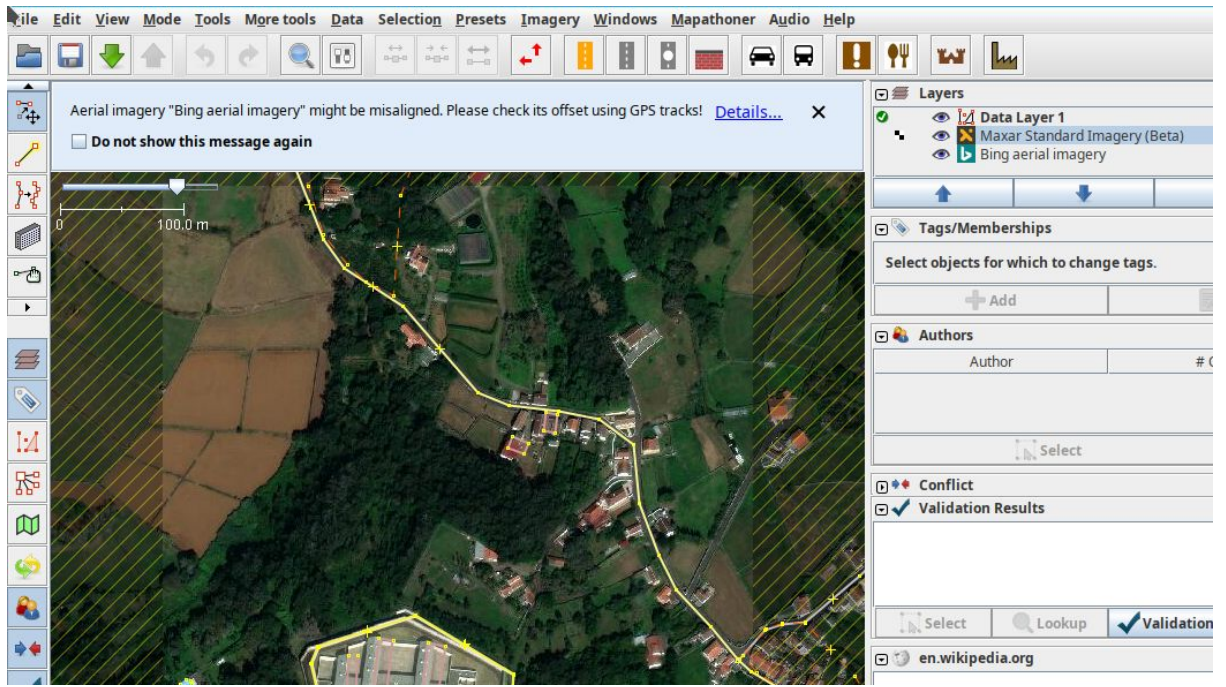 File Edit View Mode Tools More tools Data Selection Presets Imagery Windows Mapathoner Audio Help
Aerial imagery "Bing aerial imagery" might be misaligned. Please check its offset using GPS tracks! Details...
Do not show this message again
0 100.0 m
Layers
Data Layer 1
Maxar Standard Imagery (Beta)
Bing aerial imagery
Tags/Memberships
Select objects for which to change tags.
Add
Authors
Author #
Select
Conflict
Validation Results
Select Lookup Validation
en.wikipedia.org